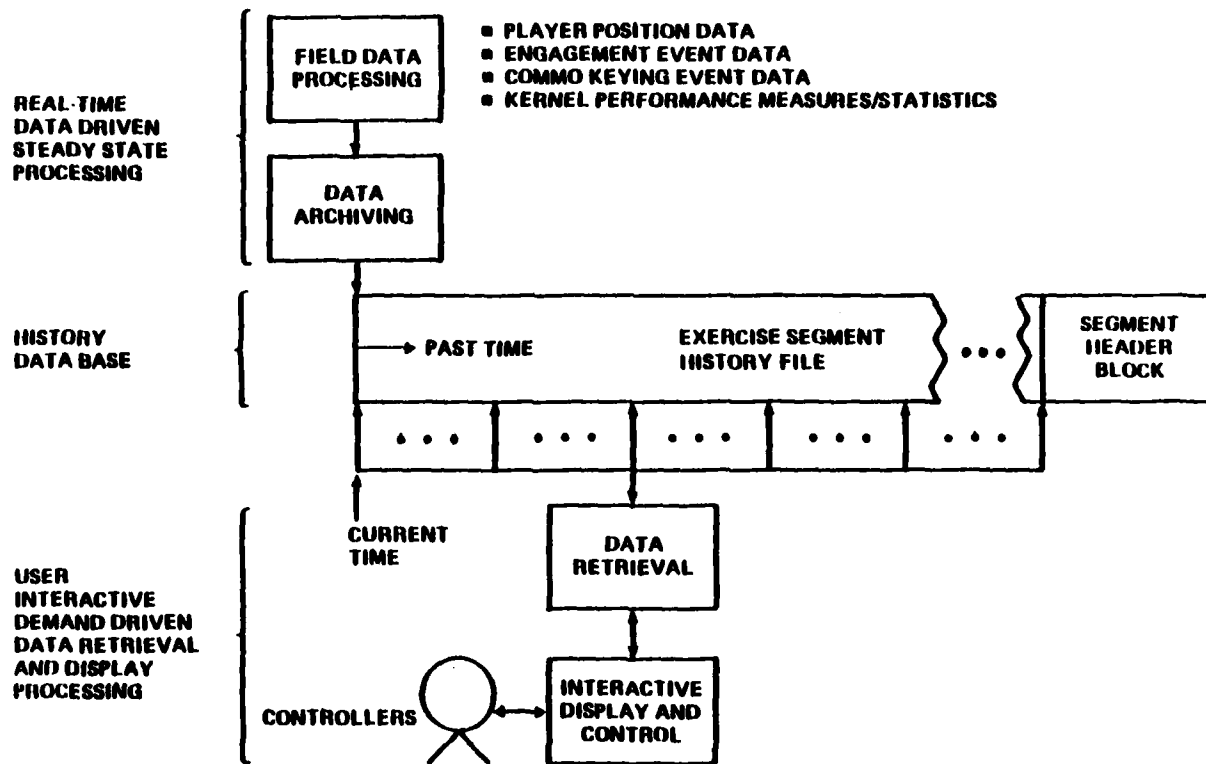 FIELD DATA
PROCESSING
■ PLAYER POSITION DATA
■ ENGAGEMENT EVENT DATA
■ COMMO KEYING EVENT DATA
■ KERNEL PERFORMANCE MEASURES/STATISTICS
REAL-TIME
DATA DRIVEN
STEADY STATE
PROCESSING
DATA
ARCHIVING
HISTORY
DATA BASE
PAST TIME
EXERCISE SEGMENT
HISTORY FILE
• • •
SEGMENT
HEADER
BLOCK
• • •
• • •
• • •
• • •
• • •
CURRENT
TIME
DATA
RETRIEVAL
USER
INTERACTIVE
DEMAND DRIVEN
DATA RETRIEVAL
AND DISPLAY
PROCESSING
CONTROLLERS
INTERACTIVE
DISPLAY AND
CONTROL